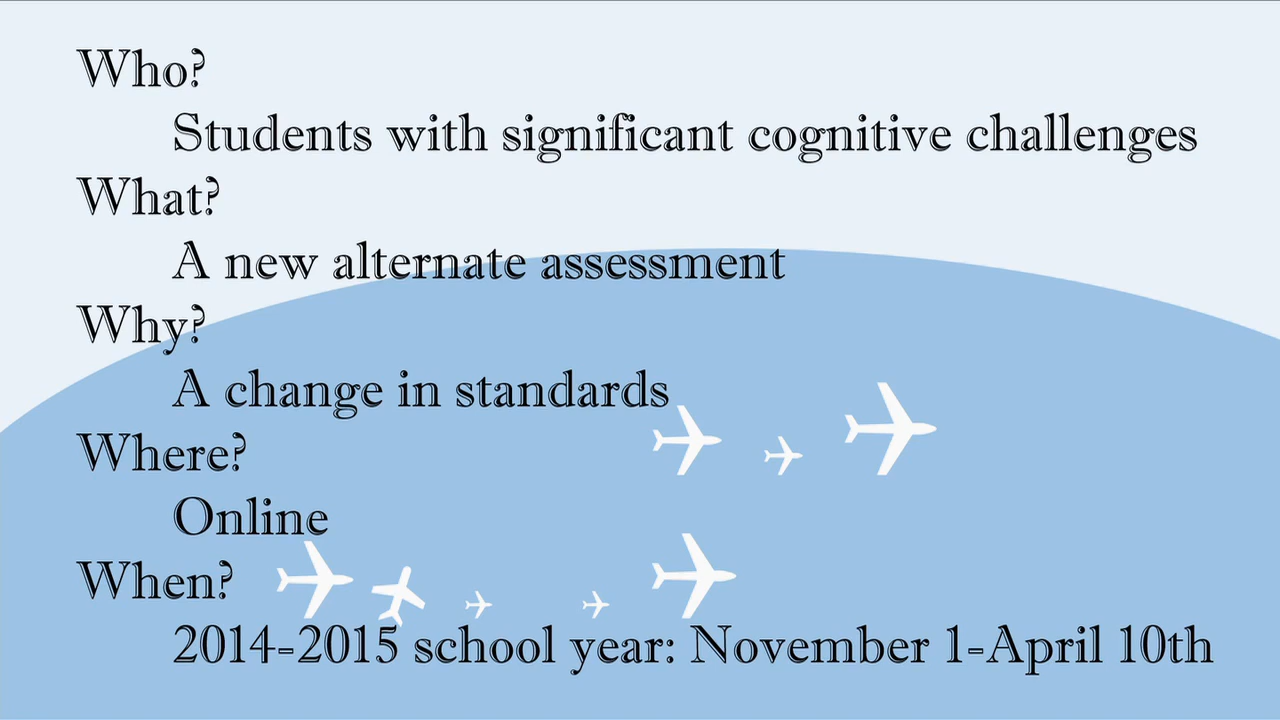 Who?
Students with significant cognitive challenges
What?
A new alternate assessment
Why?
A change in standards
Where?
Online
When?
2014-2015 school year: November 1-April 10th